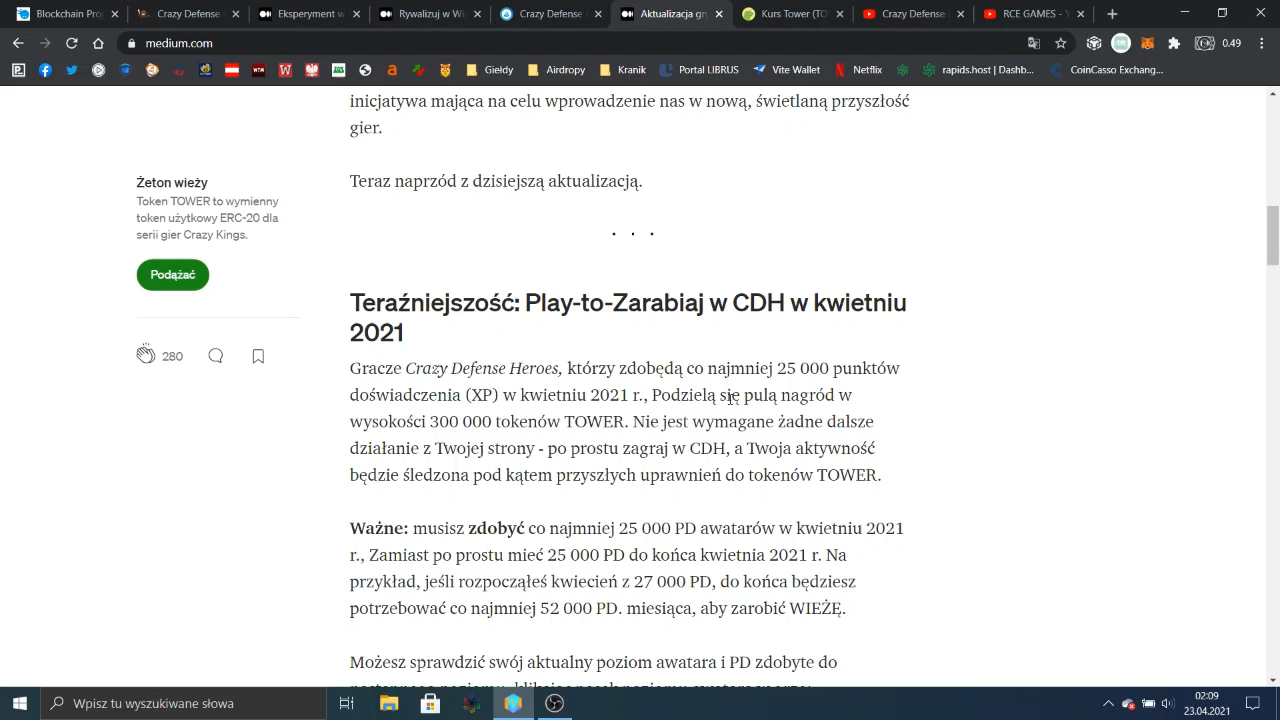 Blockchain Proj
Crazy Defense
Eksperyment w
Rywalizuj w Wi
Crazy Defense
Aktualizacja gry
Kurs Tower (TO
Crazy Defense
RCE GAMES - Y
medium.com
0.49
Giełdy
Airdropy
Kranik
Portal LIBRUS
Vite Wallet
Netflix
rapids.host | Dashb...
CoinCasso Exchang...
inicjatywa mająca na celu wprowadzenie nas w nową, świetlaną przyszłość
gier.
Teraz naprzód z dzisiejszą aktualizacją.
Żeton wieży
Token TOWER to wymienny
token użytkowy ERC-20 dla
serii gier Crazy Kings.
Podążać
280
Teraźniejszość: Play-to-Zarabiaj w CDH w kwietniu
2021
Gracze Crazy Defense Heroes, którzy zdobędą co najmniej 25 000 punktów
doświadczenia (XP) w kwietniu 2021 r., Podzielą się pulą nagród w
wysokości 300 000 tokenów TOWER. Nie jest wymagane żadne dalsze
działanie z Twojej strony - po prostu zagraj w CDH, a Twoja aktywność
będzie śledzona pod kątem przyszłych uprawnień do tokenów TOWER.
Ważne: musisz zdobyć co najmniej 25 000 PD awatarów w kwietniu 2021
r., Zamiast po prostu mieć 25 000 PD do końca kwietnia 2021 r. Na
przykład, jeśli rozpocząłeś kwiecień z 27 000 PD, do końca będziesz
potrzebować co najmniej 52 000 PD. miesiąca, aby zarobić WIEŻĘ.
Możesz sprawdzić swój aktualny poziom awatara i PD zdobyte do
Wpisz tu wyszukiwane słowa
02:09
23.04.2021